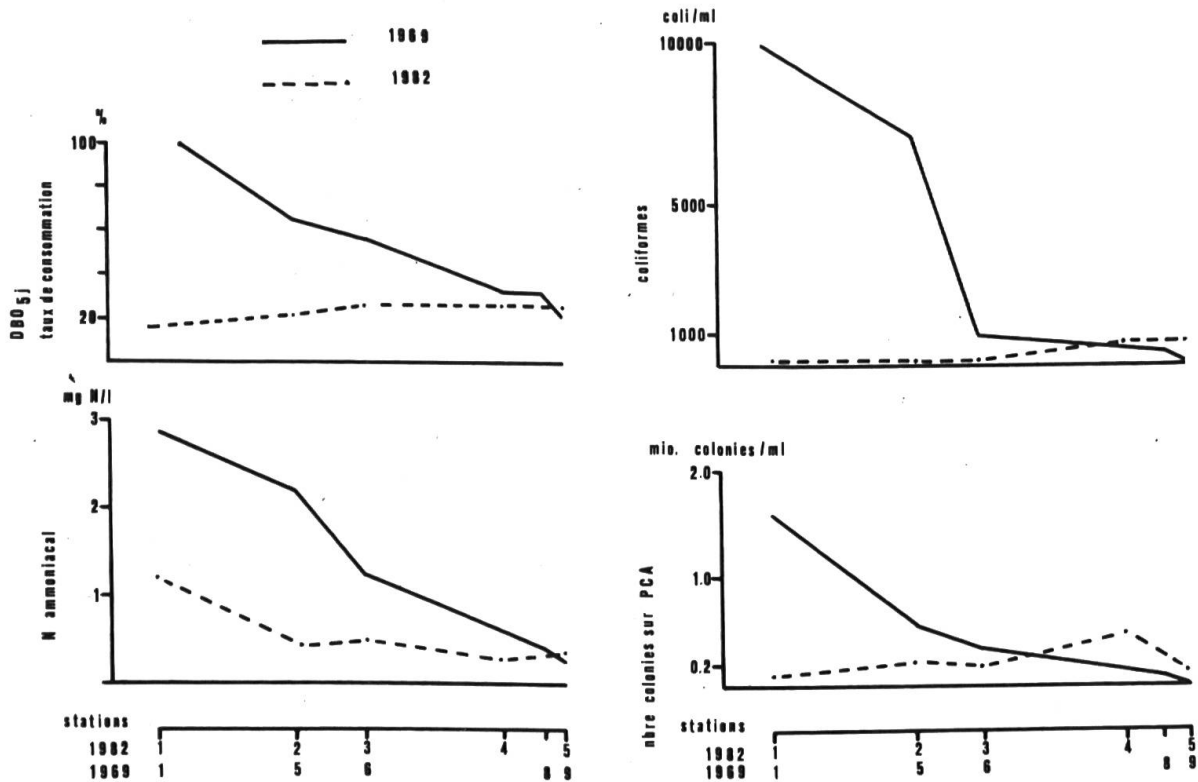 1969
1982
%
100
20
DBO5j
taux de consommation
coli/ml
10000
5000
1000
coliformes
mg N/l
3
2
1
N ammoniacal
mio. colonies/ml
2.0
1.0
0.2
nbre colonies sur PCA
stations
1982 1 2 3 4 5
1969 1 5 6 8 9
stations
1982 1 2 3 4 5
1969 1 5 6 8 9